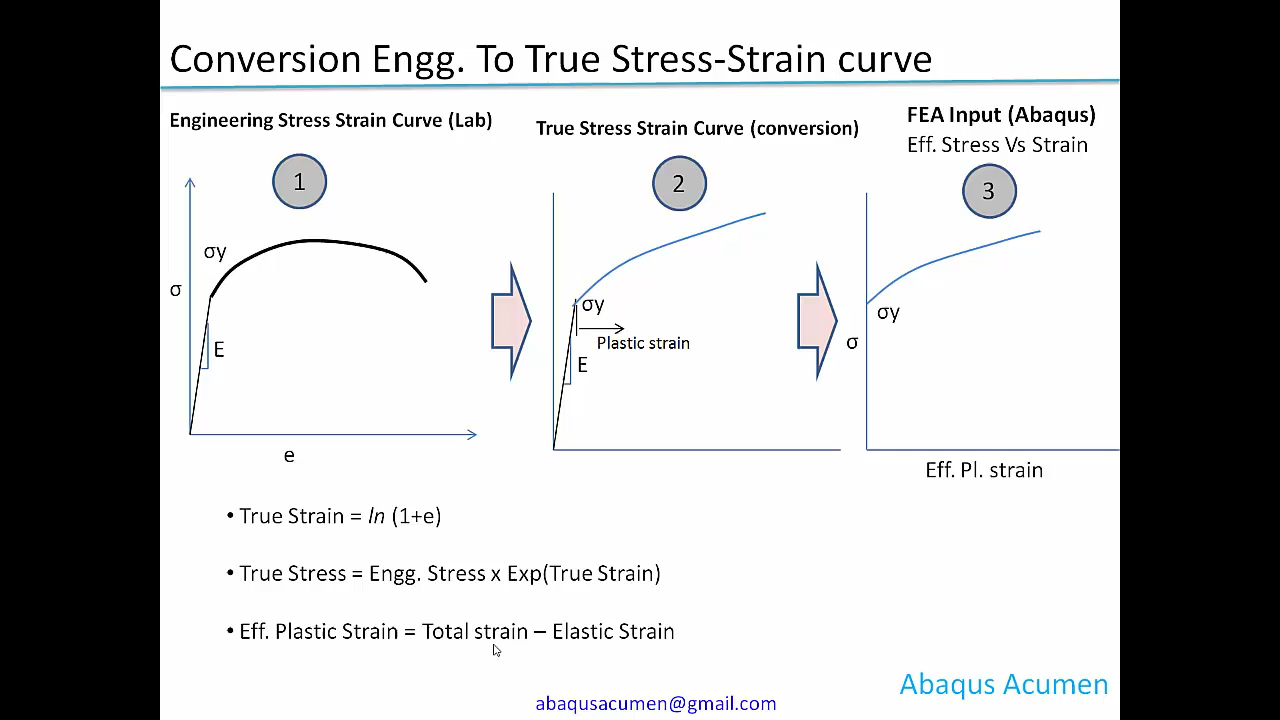 Conversion Engg. To True Stress-Strain curve
Engineering Stress Strain Curve (Lab)
True Stress Strain Curve (conversion)
FEA Input (Abaqus)
Eff. Stress Vs Strain
1
2
3
σy
σ
E
e
σy
Plastic strain
E
σy
σ
Eff. Pl. strain
• True Strain = ln (1+e)
• True Stress = Engg. Stress x Exp(True Strain)
• Eff. Plastic Strain = Total strain – Elastic Strain
Abaqus Acumen
abaqusacumen@gmail.com